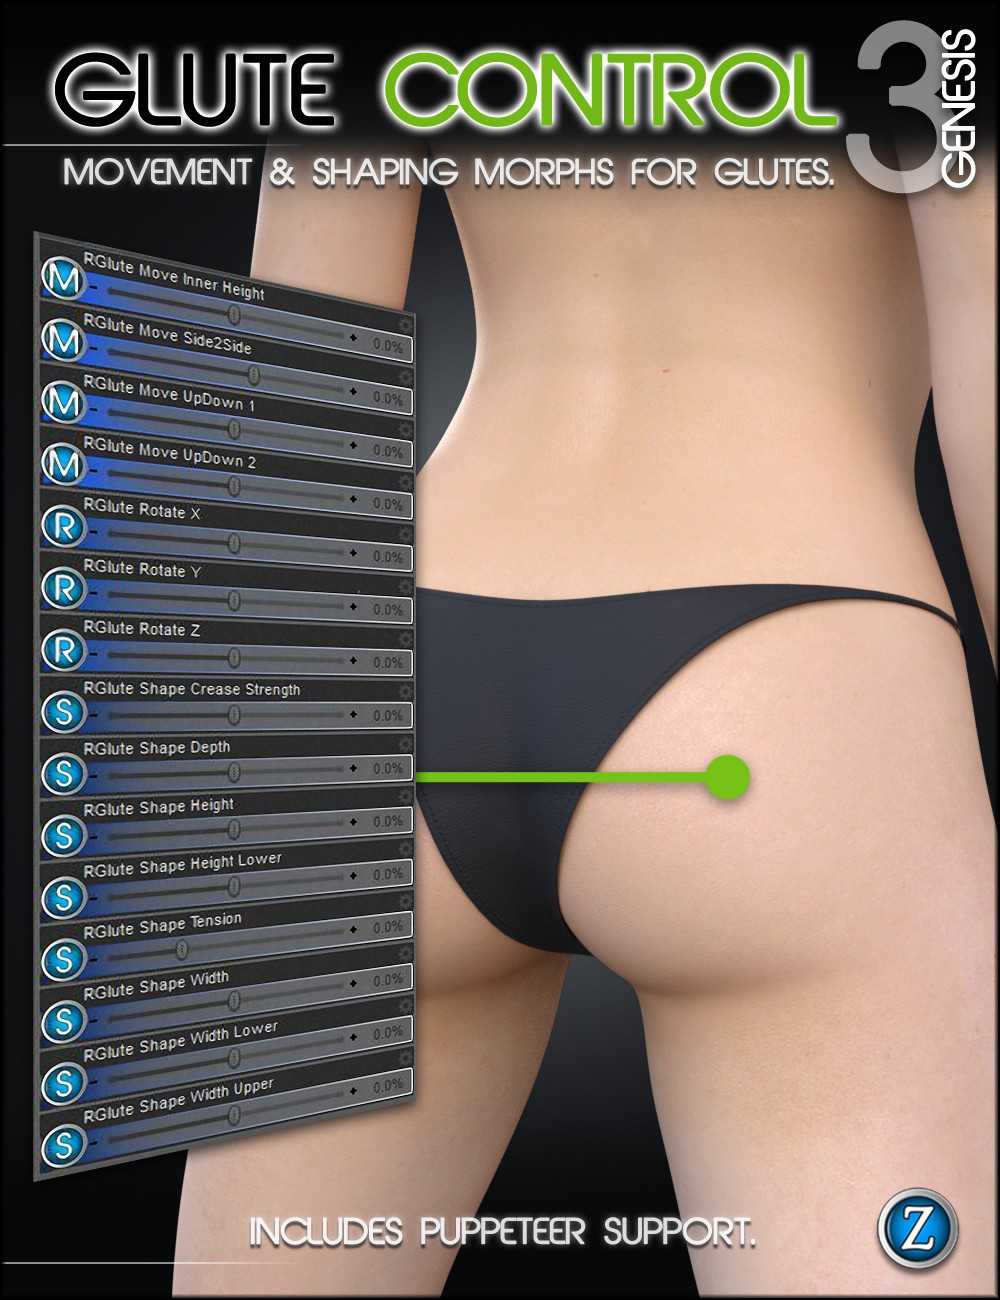 GLUTE CONTROL
3
GENESIS
MOVEMENT & SHAPING MORPHS FOR GLUTES.
M RGlute Move Inner Height
- + 0.0%
M RGlute Move Side2Side
- + 0.0%
M RGlute Move UpDown 1
- + 0.0%
M RGlute Move UpDown 2
- + 0.0%
R RGlute Rotate X
- + 0.0%
R RGlute Rotate Y
- + 0.0%
R RGlute Rotate Z
- + 0.0%
S RGlute Shape Crease Strength
- + 0.0%
S RGlute Shape Depth
- + 0.0%
S RGlute Shape Height
- + 0.0%
S RGlute Shape Height Lower
- + 0.0%
S RGlute Shape Tension
- + 0.0%
S RGlute Shape Width
- + 0.0%
S RGlute Shape Width Lower
- + 0.0%
S RGlute Shape Width Upper
- + 0.0%
INCLUDES PUPPETEER SUPPORT.
Z